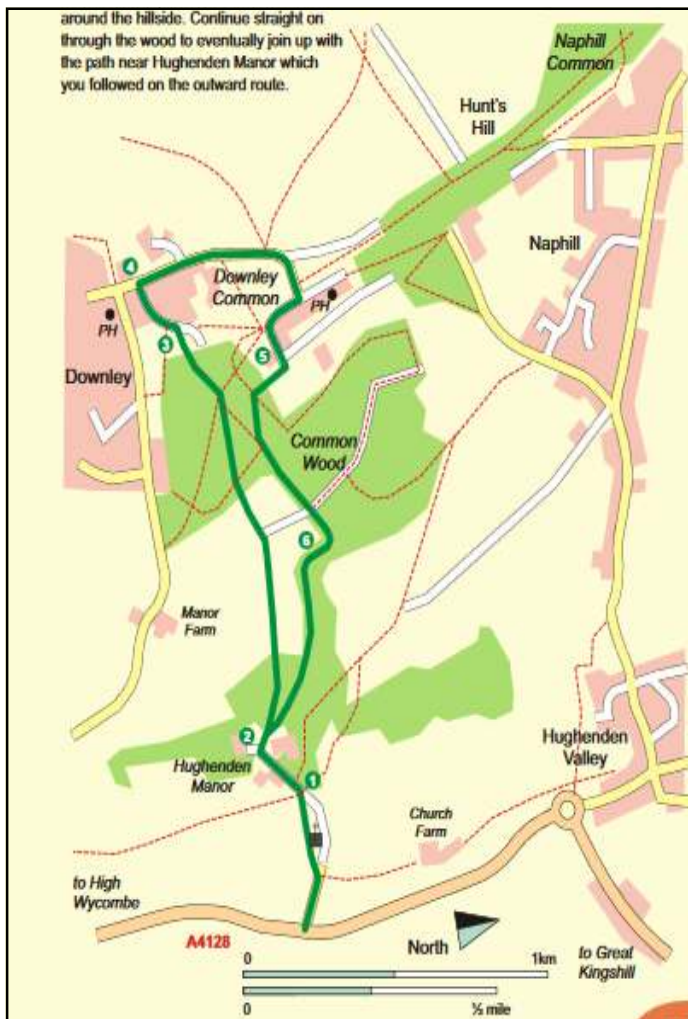 around the hillside. Continue straight on
through the wood to eventually join up with
the path near Hughenden Manor which
you followed on the outward route.
Naphill
Common
Hunt's
Hill
Naphill
4
Downley
Common
PH
PH
3
5
Downley
Common
Wood
6
Manor
Farm
2
Hughenden
Manor
1
Hughenden
Valley
Church
Farm
to High
Wycombe
A4128
North
to Great
Kingshill
0
1km
0
½ mile